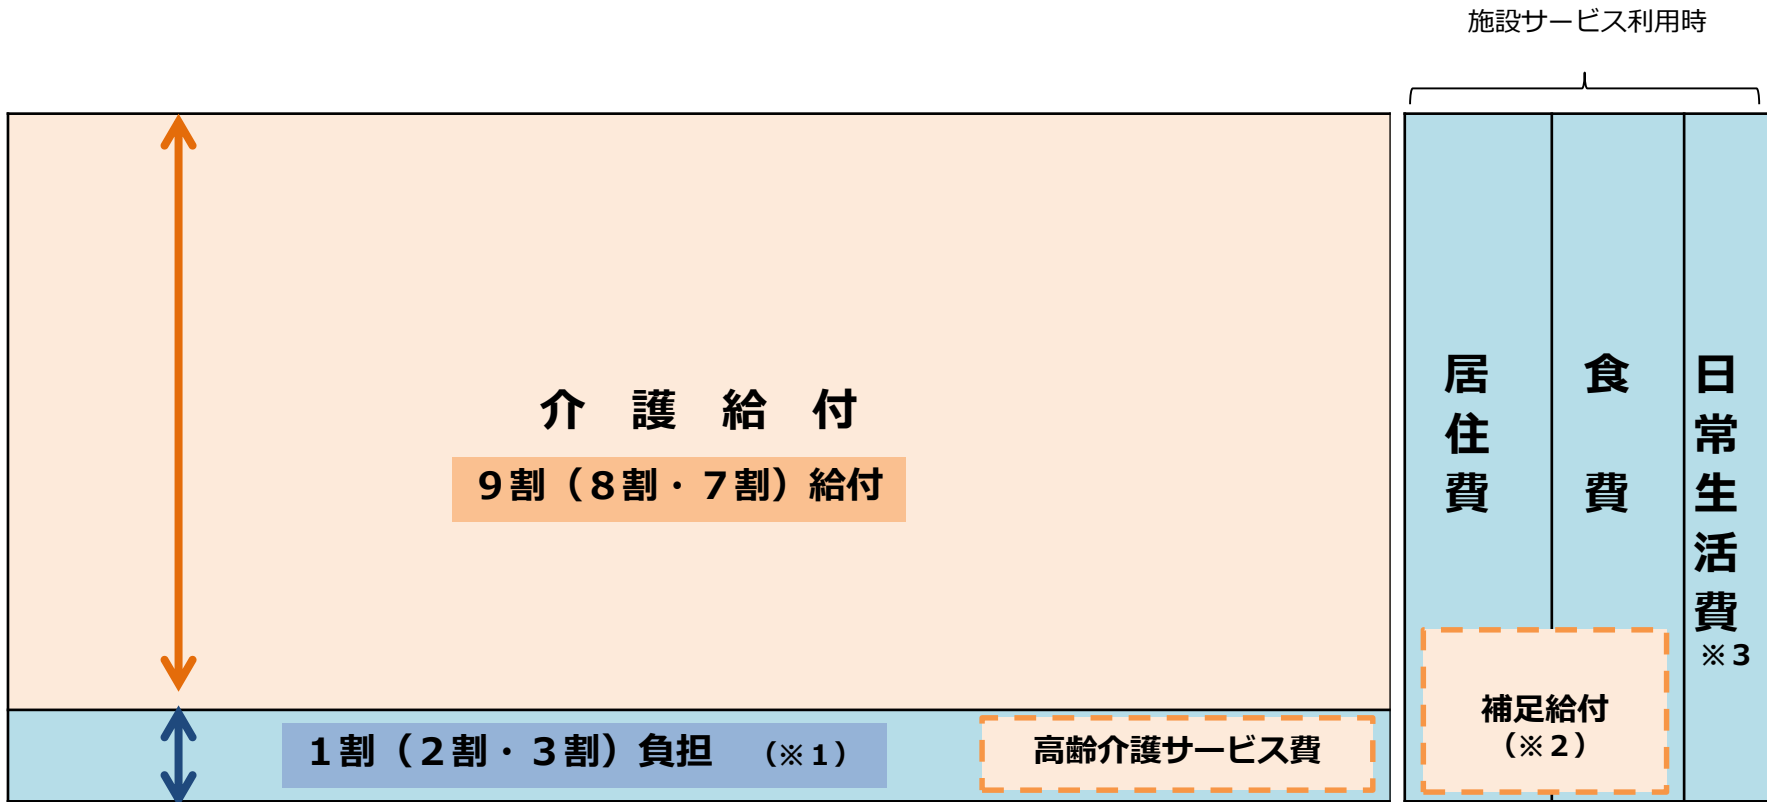 施設サービス利用時
介 護 給 付
９割（８割・７割）給付
１割（２割・３割）負担 （※１）
高齢介護サービス費
居住費
食費
日常生活費
※３
補足給付
（※２）